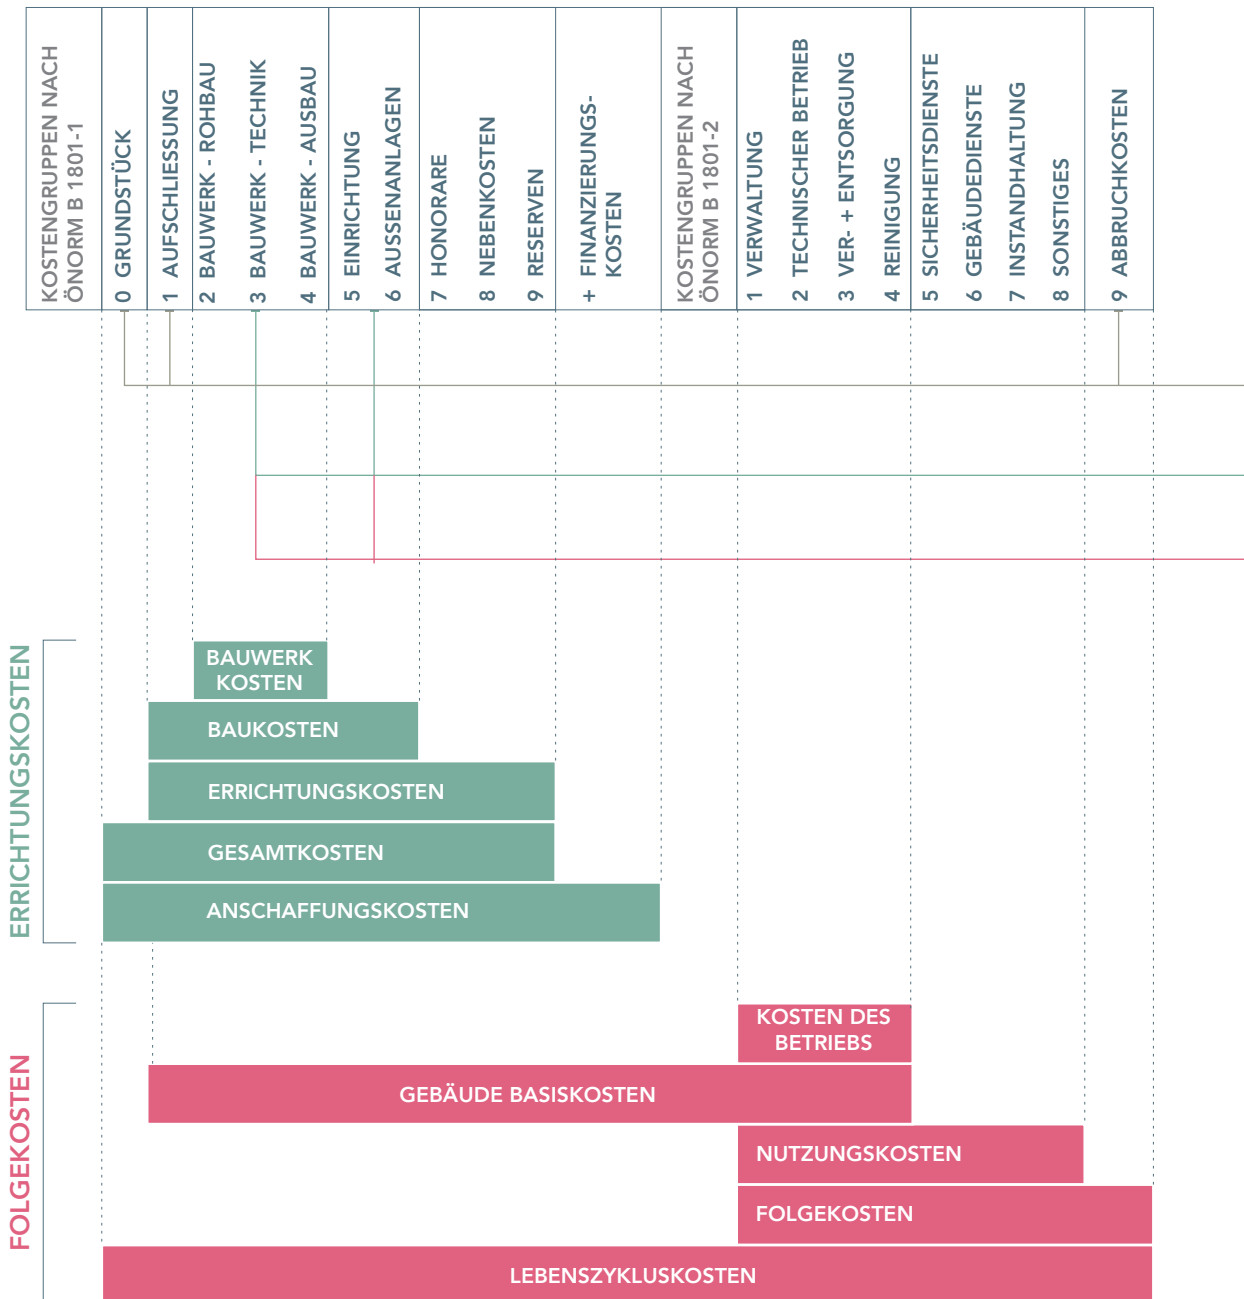 KOSTENGRUPPEN NACH
ÖNORM B 1801-1
0 GRUNDSTÜCK
1 AUFSCHLIESSUNG
2 BAUWERK - ROHBAU
3 BAUWERK - TECHNIK
4 BAUWERK - AUSBAU
5 EINRICHTUNG
6 AUSSENANLAGEN
7 HONORARE
8 NEBENKOSTEN
9 RESERVEN
+ FINANZIERUNGS-
KOSTEN
KOSTENGRUPPEN NACH
ÖNORM B 1801-2
1 VERWALTUNG
2 TECHNISCHER BETRIEB
3 VER- + ENTSORGUNG
4 REINIGUNG
5 SICHERHEITSDIENSTE
6 GEBÄUDEDIENSTE
7 INSTANDHALTUNG
8 SONSTIGES
9 ABBRUCHKOSTEN
ERRICHTUNGSKOSTEN
BAUWERK
KOSTEN
BAUKOSTEN
ERRICHTUNGSKOSTEN
GESAMTKOSTEN
ANSCHAFFUNGSKOSTEN
FOLGEKOSTEN
KOSTEN DES
BETRIEBS
GEBÄUDE BASISKOSTEN
NUTZUNGSKOSTEN
FOLGEKOSTEN
LEBENSZYKLUSKOSTEN